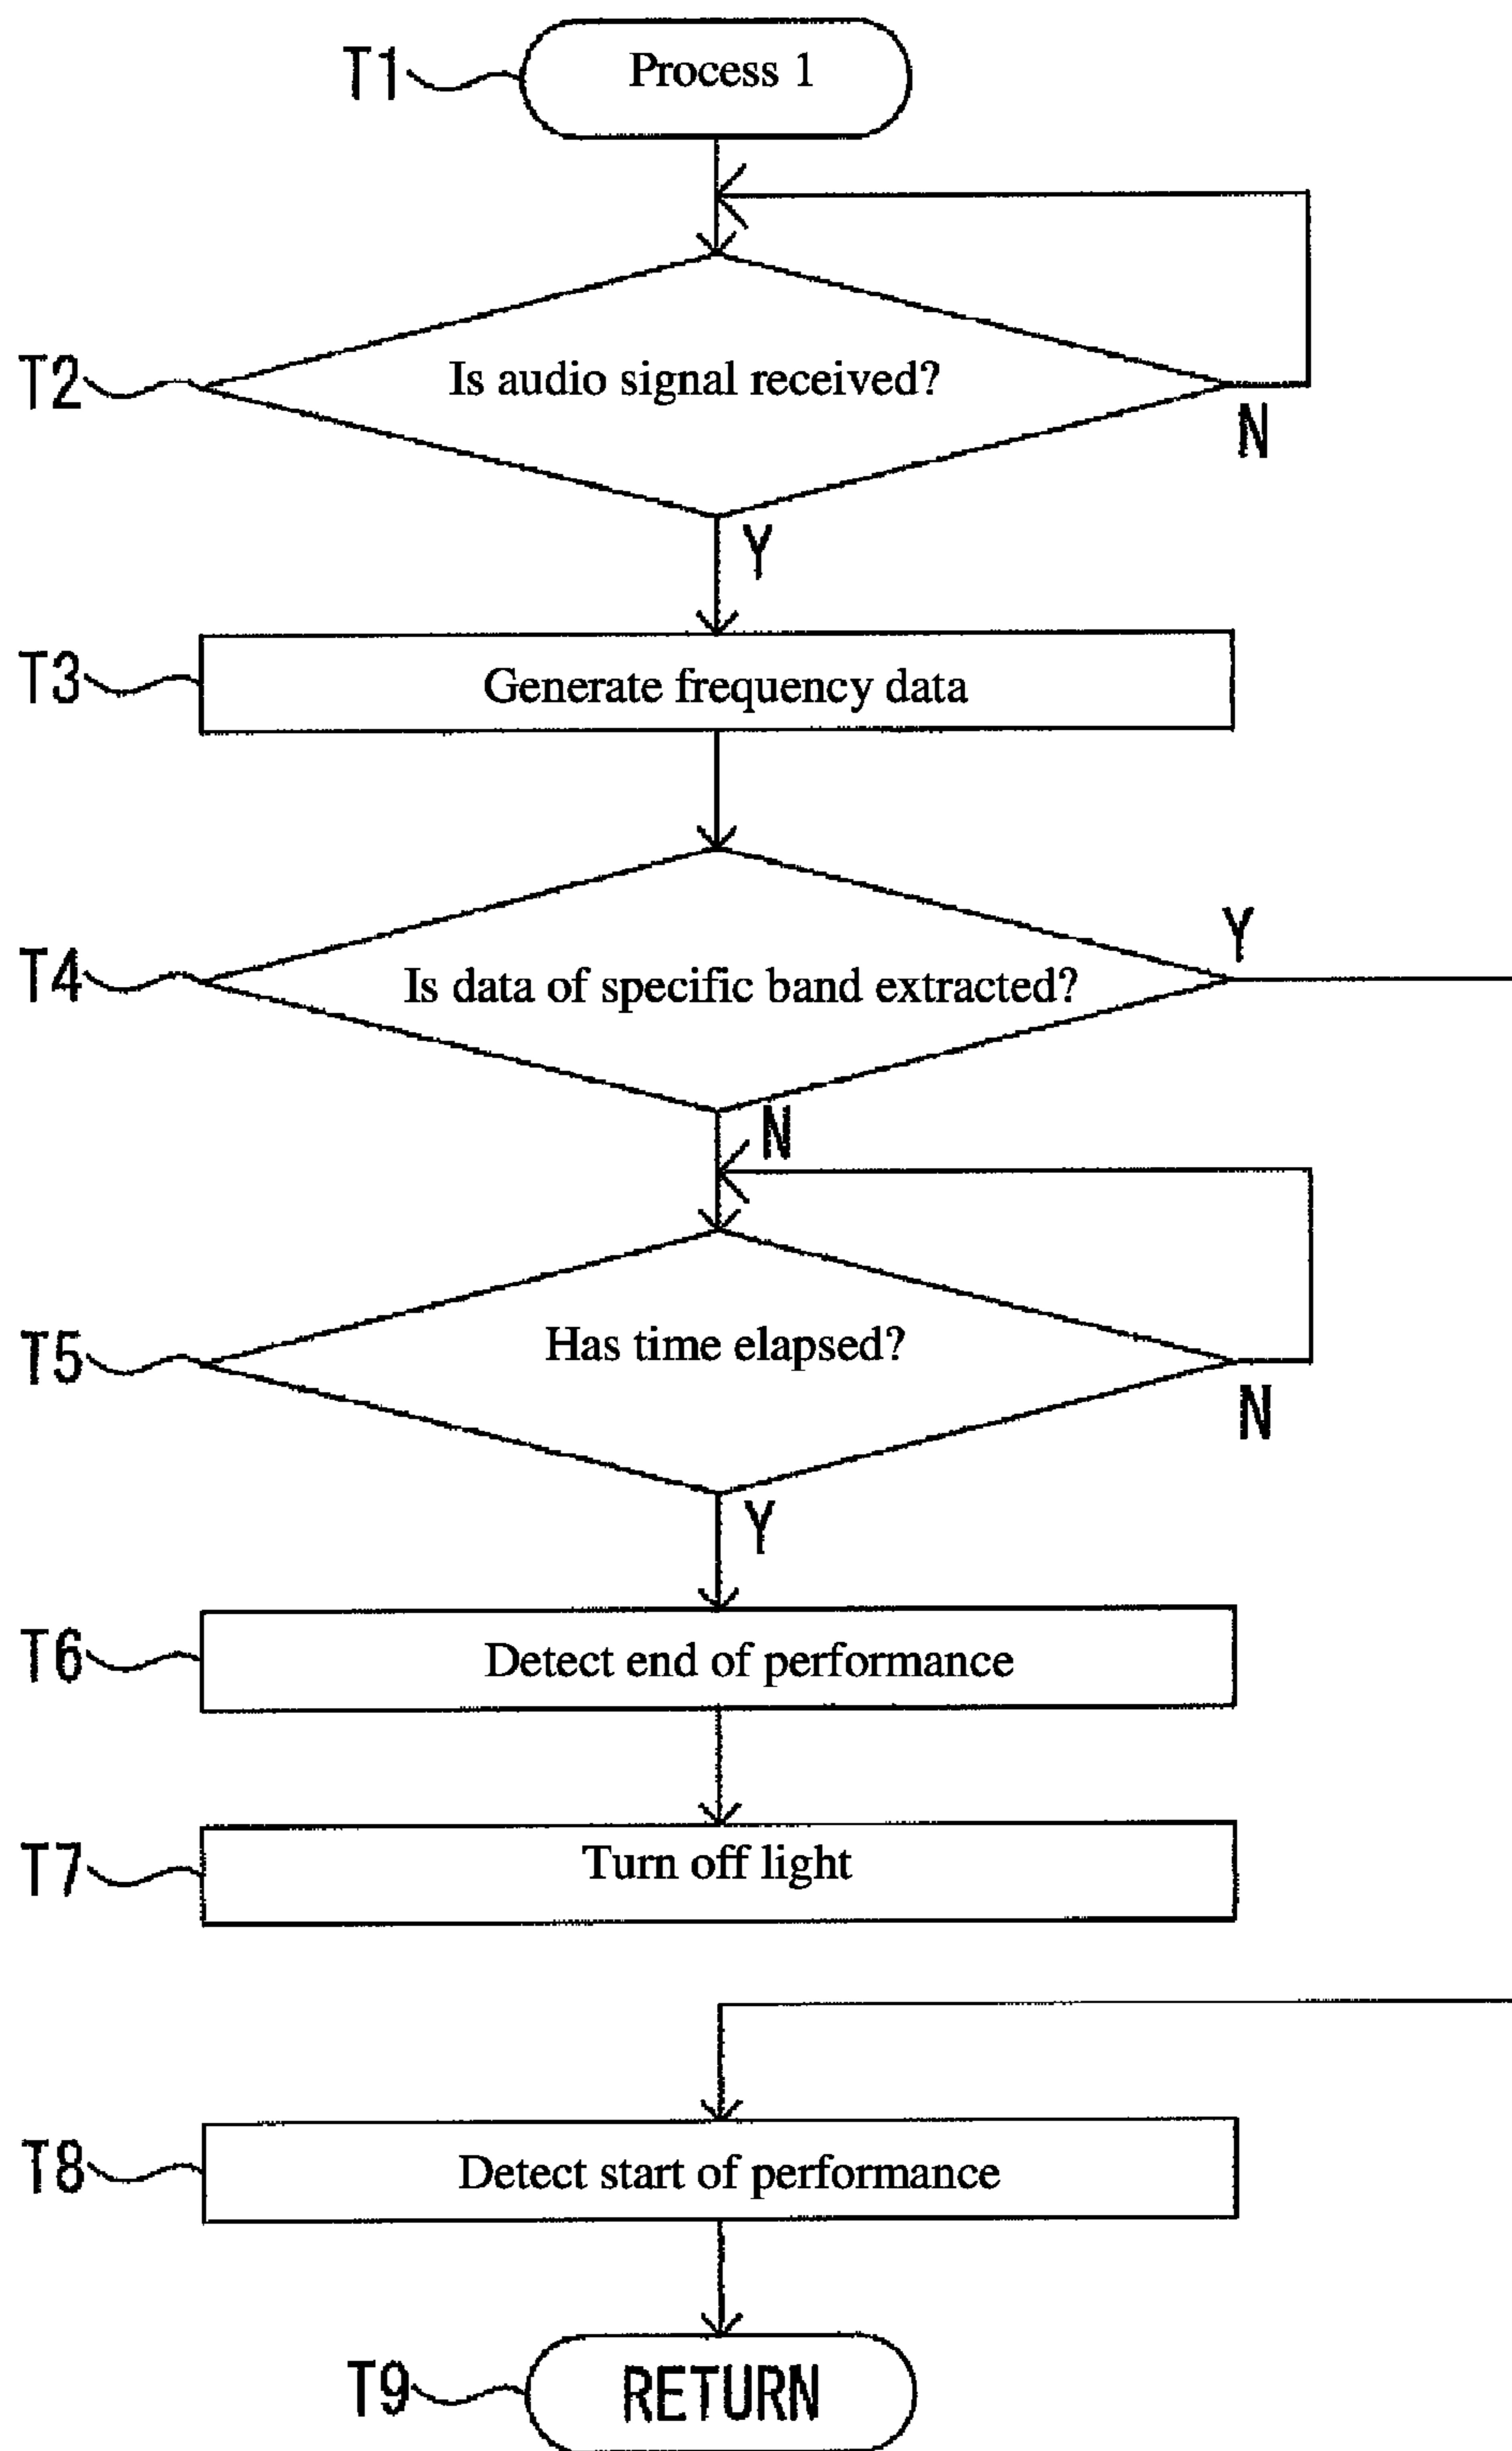 T1 Process 1
T2 Is audio signal received?
N
Y
T3 Generate frequency data
Y
T4 Is data of specific band extracted?
N
T5 Has time elapsed?
N
Y
T6 Detect end of performance
T7 Turn off light
T8 Detect start of performance
T9 RETURN